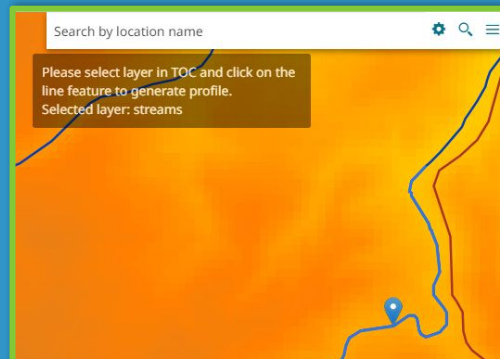 Search by location name
Please select layer in TOC and click on the
line feature to generate profile.
Selected layer: streams